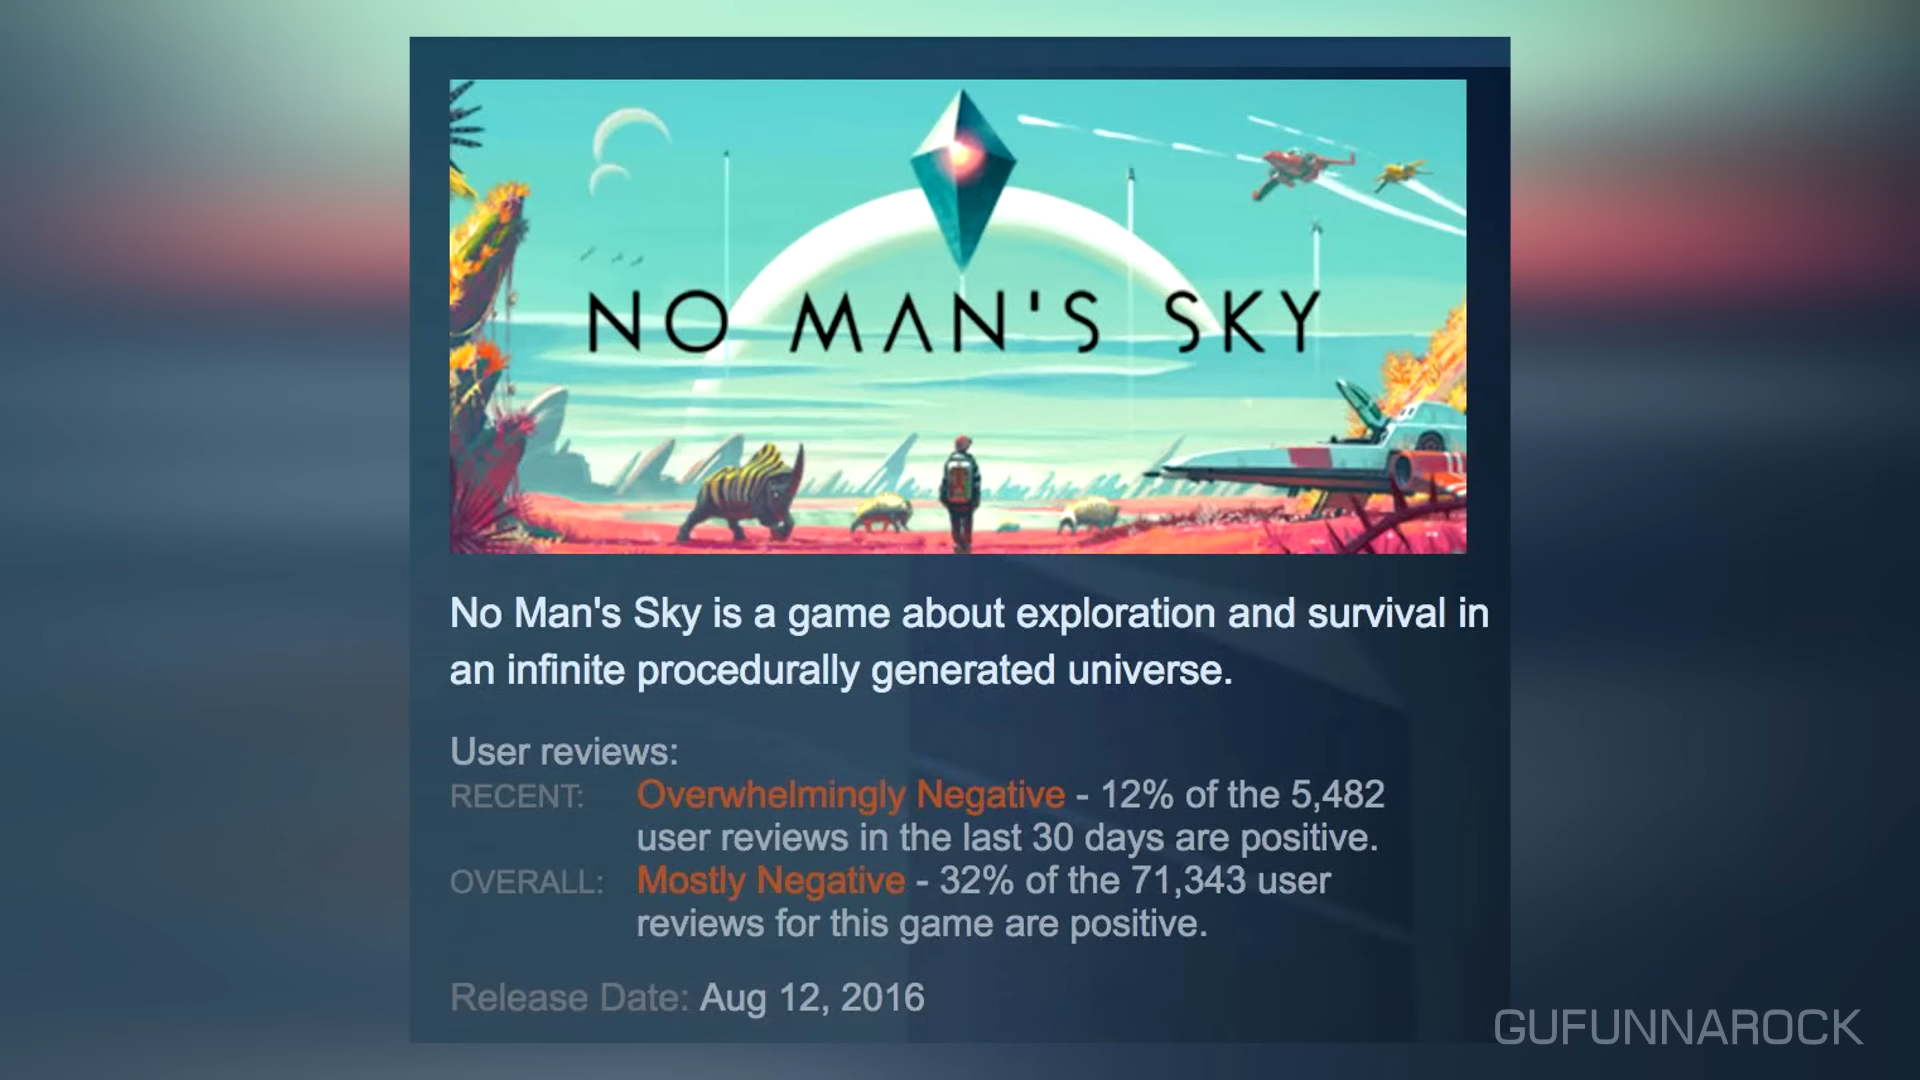 NO MAN'S SKY
No Man's Sky is a game about exploration and survival in
an infinite procedurally generated universe.
User reviews:
RECENT: Overwhelmingly Negative - 12% of the 5,482
user reviews in the last 30 days are positive.
OVERALL: Mostly Negative - 32% of the 71,343 user
reviews for this game are positive.
Release Date: Aug 12, 2016
GUFUNNAROCK